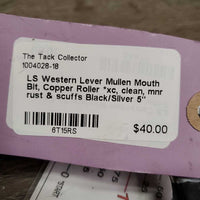 The Tack Collector
1004028-18
LS Western Lever Mullen Mouth
Bit, Copper Roller *xc, clean, mnr
rust & scuffs Black/Silver 5"
6T15RS
$40.00